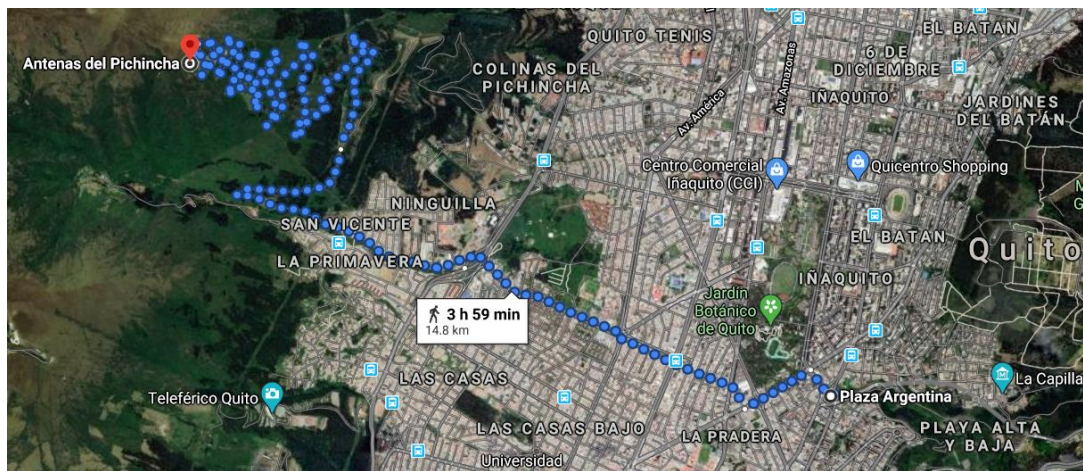 QUITO TENIS
EL BATAN
Antenas del Pichincha
COLINAS DEL
PICHINCHA
Av. Amazonas
6 DE
DICIEMBRE
IÑAQUITO
JARDINES
DEL BATÁN
Av. América
Centro Comercial
Iñaquito (CCI)
Quicentro Shopping
NINGUILLA
SAN VICENTE
LA PRIMAVERA
EL BATAN
Quito
IÑAQUITO
Jardín
Botánico
de Quito
3 h 59 min
14.8 km
LAS CASAS
Teleférico Quito
La Capilla
Plaza Argentina
LAS CASAS BAJO
LA PRADERA
PLAYA ALTA
Y BAJA
Universidad